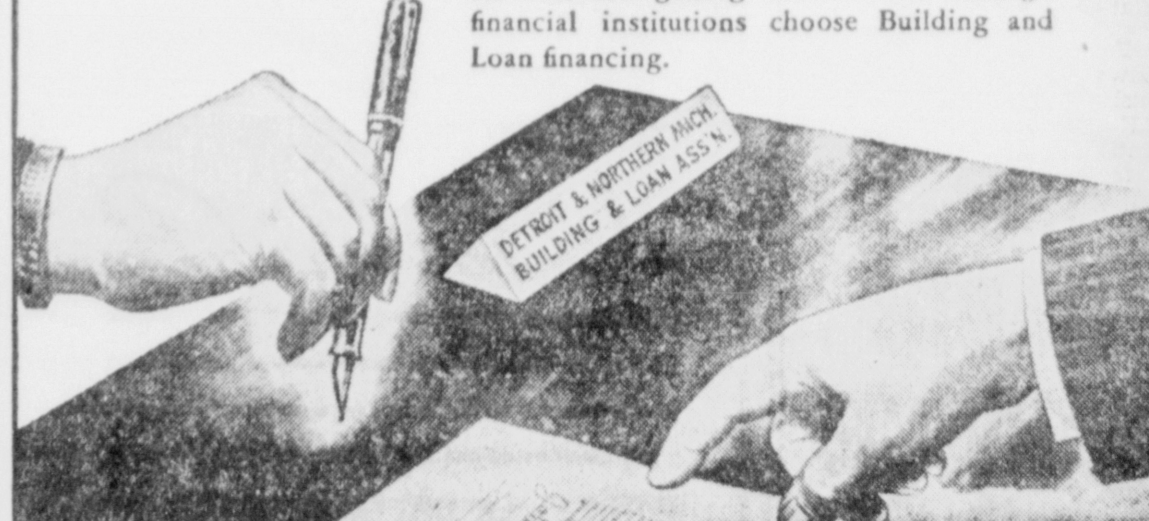 financial institutions choose Building and
Loan financing.
DETROIT & NORTHERN MICH.
BUILDING & LOAN ASS'N.